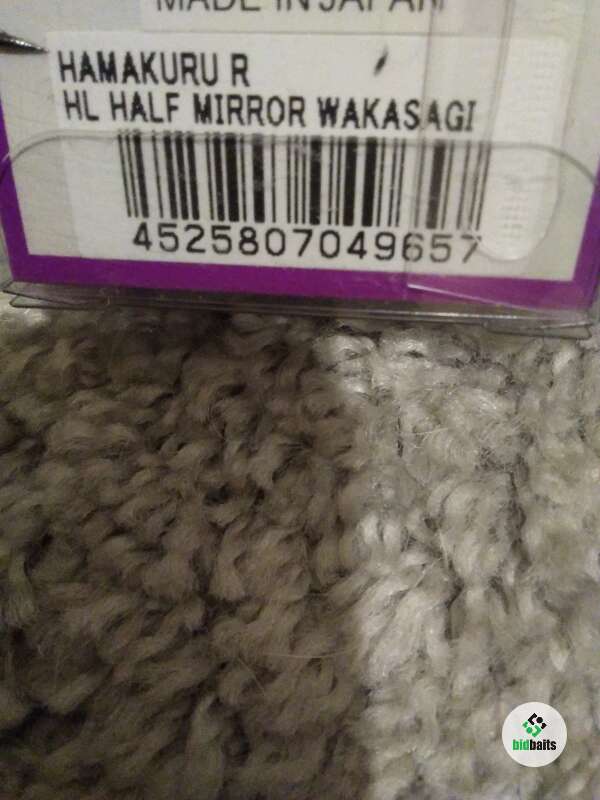 MADE IN JAPAN
HAMAKURU R
HL HALF MIRROR WAKASAGI
4525807049657
bidbaits